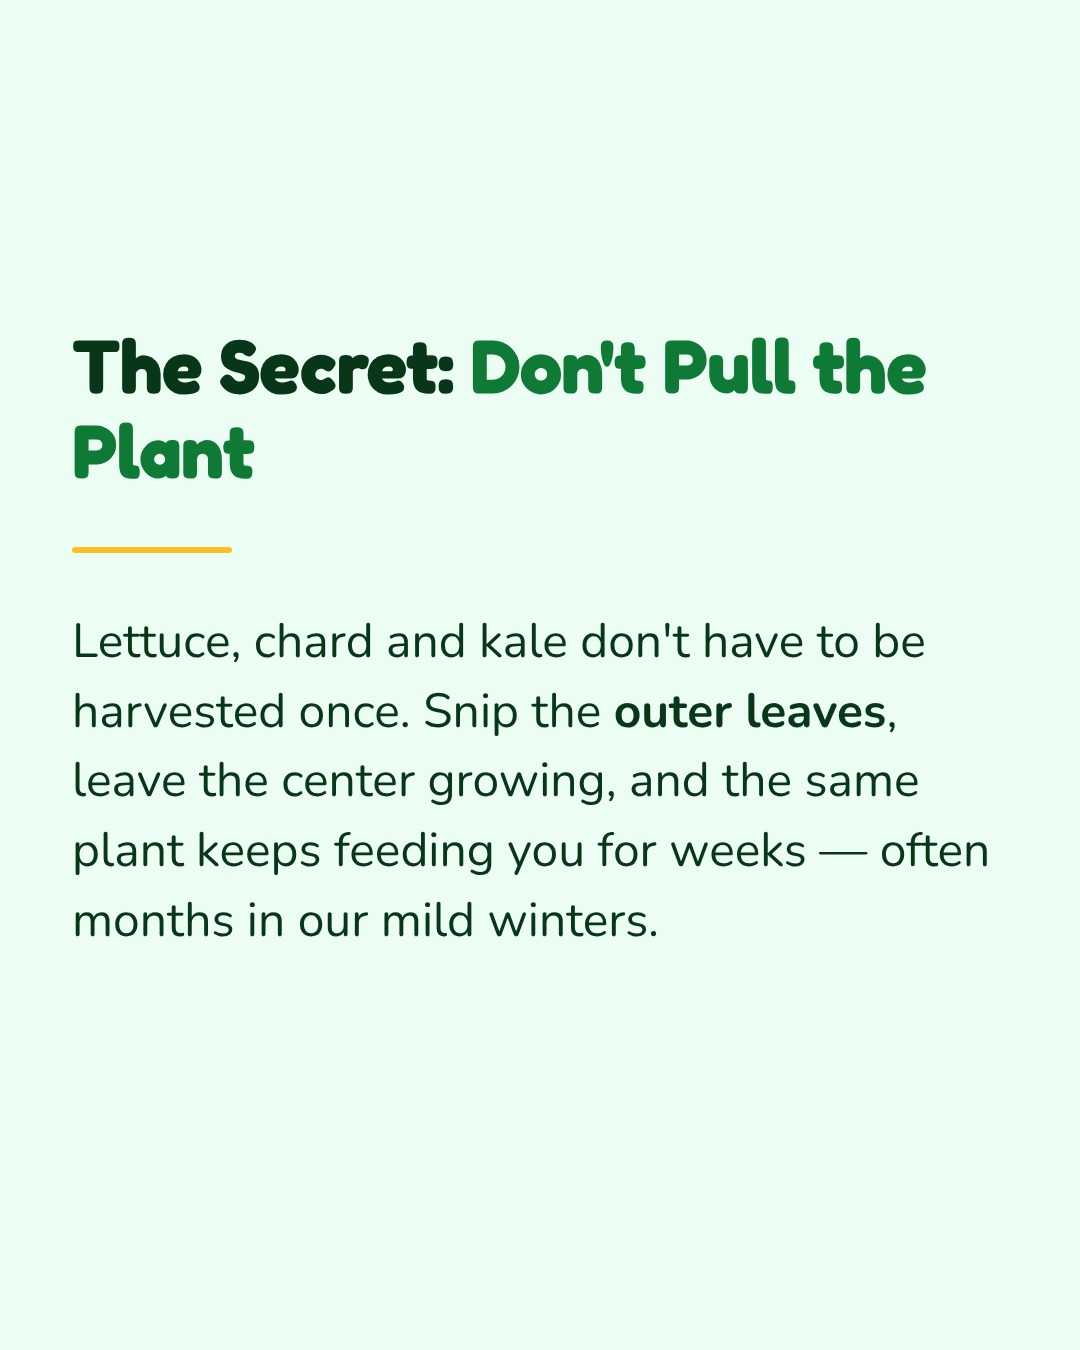 The Secret: Don't Pull the
Plant
Lettuce, chard and kale don't have to be
harvested once. Snip the outer leaves,
leave the center growing, and the same
plant keeps feeding you for weeks — often
months in our mild winters.